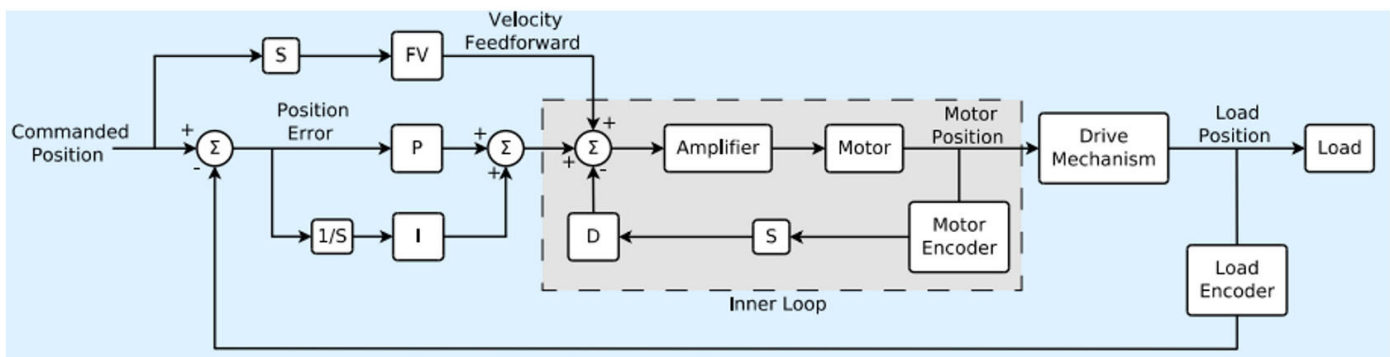 Velocity
Feedforward
S
FV
+
Commanded
Position
+
-
Σ
Position
Error
P
+
+
Σ
+
+
-
Σ
Amplifier
Motor
Motor
Position
Drive
Mechanism
Load
Position
Load
1/S
I
D
S
Motor
Encoder
Load
Encoder
Inner Loop